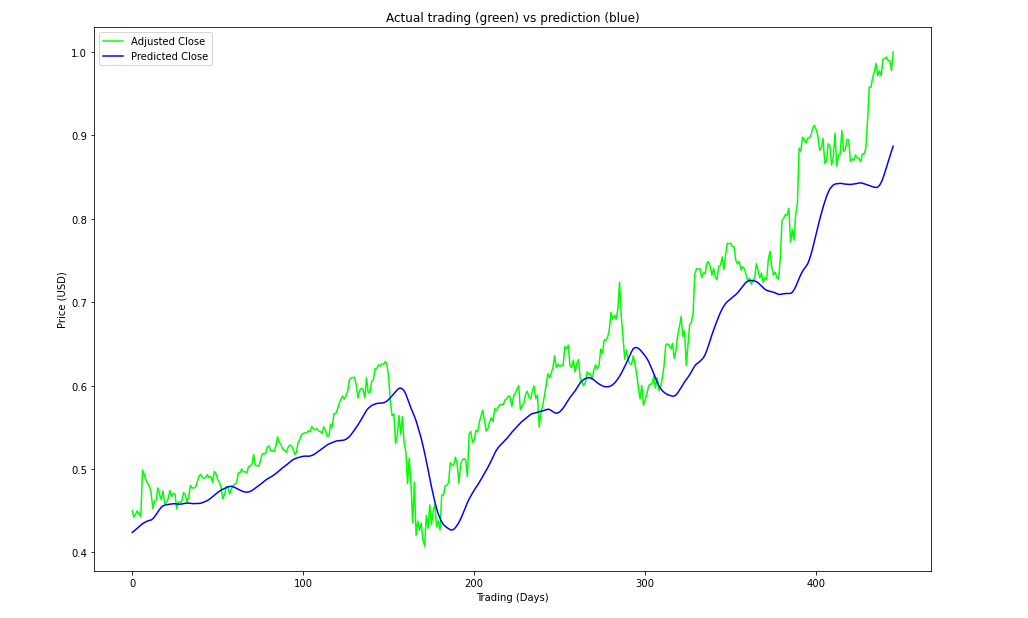 Actual trading (green) vs prediction (blue)
Adjusted Close
Predicted Close
Price (USD)
1.0
0.9
0.8
0.7
0.6
0.5
0.4
0 100 200 300 400
Trading (Days)